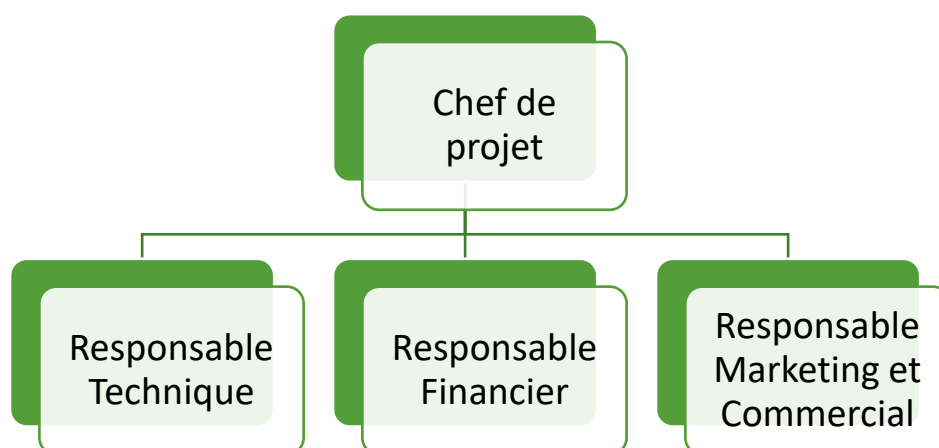 Chef de
projet
Responsable
Technique
Responsable
Financier
Responsable
Marketing et
Commercial